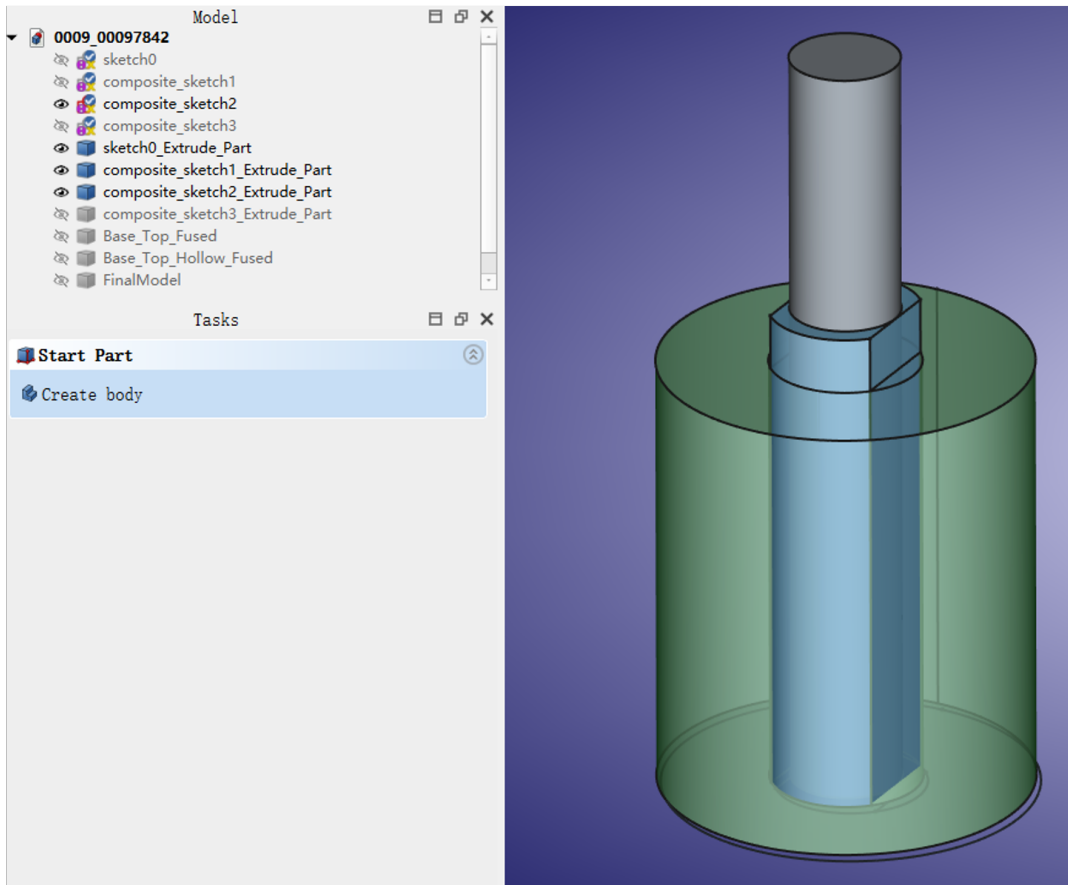 Model
0009_00097842
sketch0
composite_sketch1
composite_sketch2
composite_sketch3
sketch0_Extrude_Part
composite_sketch1_Extrude_Part
composite_sketch2_Extrude_Part
composite_sketch3_Extrude_Part
Base_Top_Fused
Base_Top_Hollow_Fused
FinalModel
Tasks
Start Part
Create body